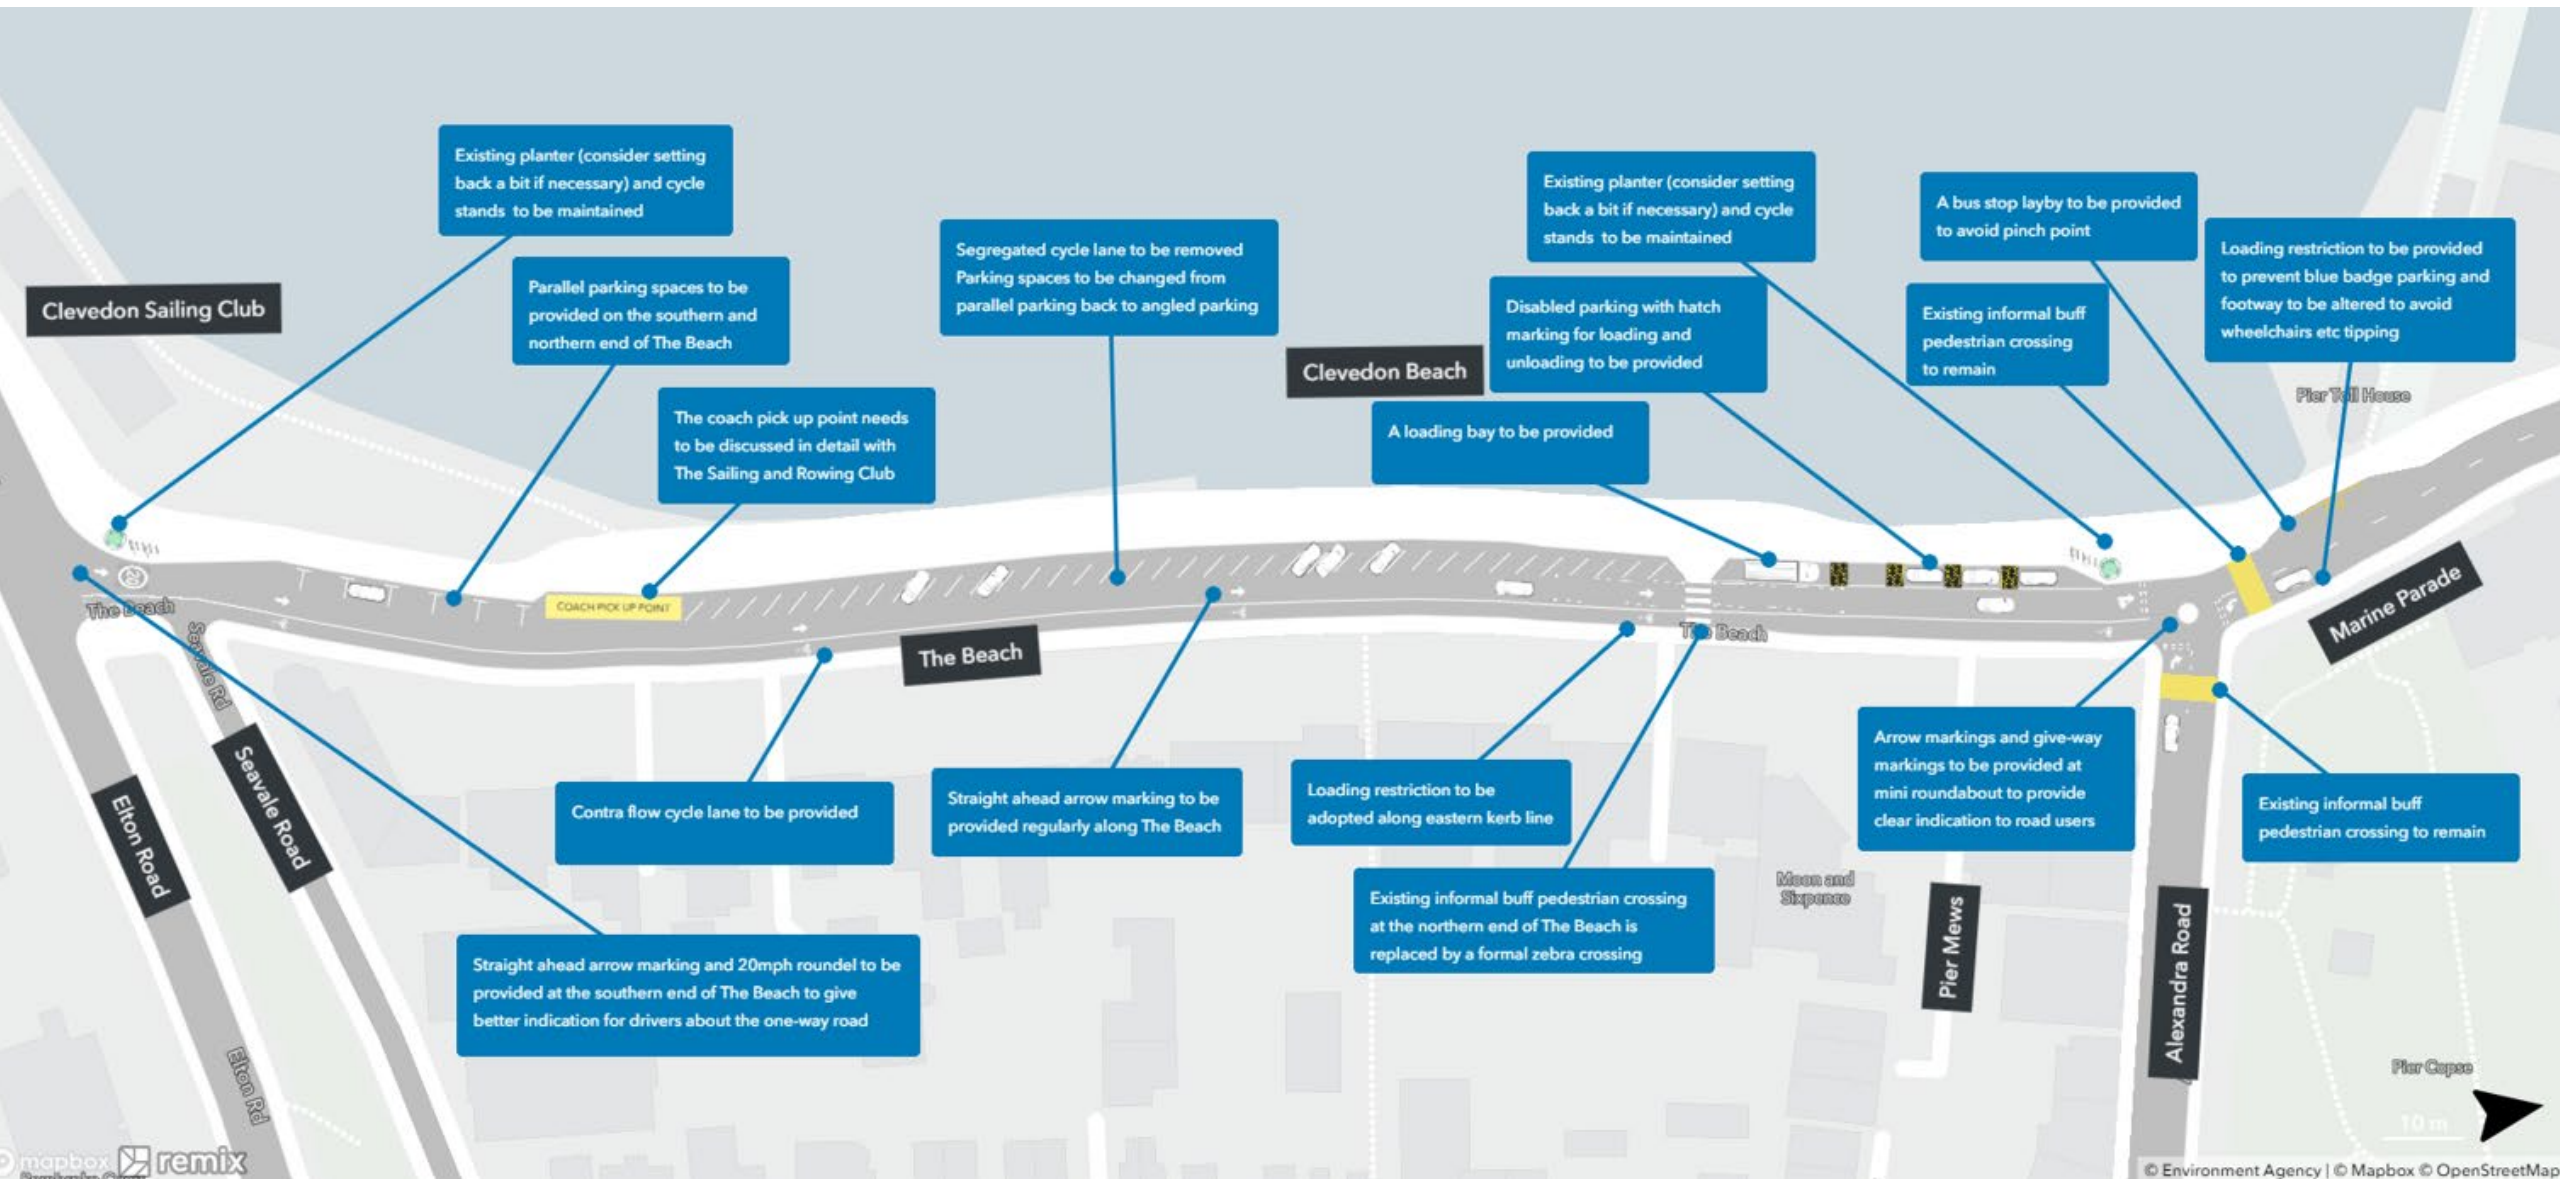 Existing planter (consider setting
back a bit if necessary) and cycle
stands to be maintained
Clevedon Sailing Club
Parallel parking spaces to be
provided on the southern and
northern end of The Beach
The coach pick up point needs
to be discussed in detail with
The Sailing and Rowing Club
Segregated cycle lane to be removed
Parking spaces to be changed from
parallel parking back to angled parking
Clevedon Beach
Existing planter (consider setting
back a bit if necessary) and cycle
stands to be maintained
Disabled parking with hatch
marking for loading and
unloading to be provided
A loading bay to be provided
A bus stop layby to be provided
to avoid pinch point
Existing informal buff
pedestrian crossing
to remain
Loading restriction to be provided
to prevent blue badge parking and
footway to be altered to avoid
wheelchairs etc tipping
Pier Toll House
20
The Beach
COACH PICK UP POINT
The Beach
The Beach
Marine Parade
Seavale Rd
Seavale Road
Elton Road
Elton Rd
Contra flow cycle lane to be provided
Straight ahead arrow marking to be
provided regularly along The Beach
Loading restriction to be
adopted along eastern kerb line
Existing informal buff pedestrian crossing
at the northern end of The Beach is
replaced by a formal zebra crossing
Arrow markings and give-way
markings to be provided at
mini roundabout to provide
clear indication to road users
Existing informal buff
pedestrian crossing to remain
Straight ahead arrow marking and 20mph roundel to be
provided at the southern end of The Beach to give
better indication for drivers about the one-way road
Moon and
Sixpence
Pier Mews
Alexandra Road
Pier Copse
10 m
mapbox remix
© Environment Agency | © Mapbox © OpenStreetMap